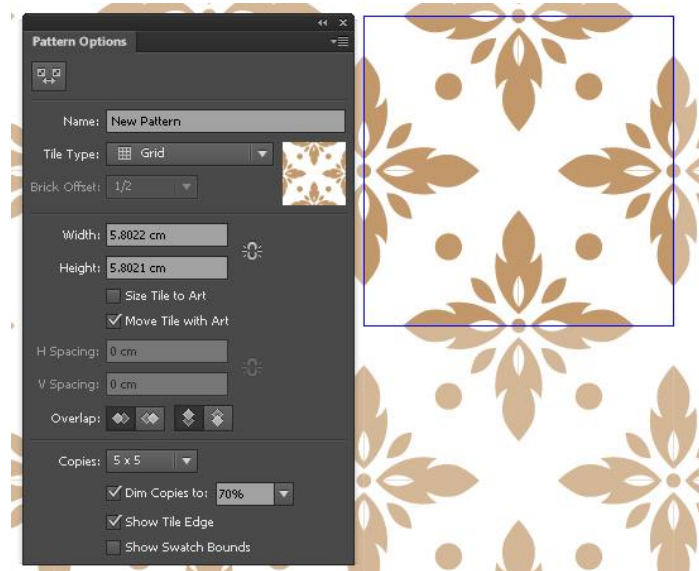 Pattern Options
Name: New Pattern
Tile Type: Grid
Brick Offset: 1/2
Width: 5.8022 cm
Height: 5.8021 cm
Size Tile to Art
Move Tile with Art
H Spacing: 0 cm
V Spacing: 0 cm
Overlap:
Copies: 5 x 5
Dim Copies to: 70%
Show Tile Edge
Show Swatch Bounds